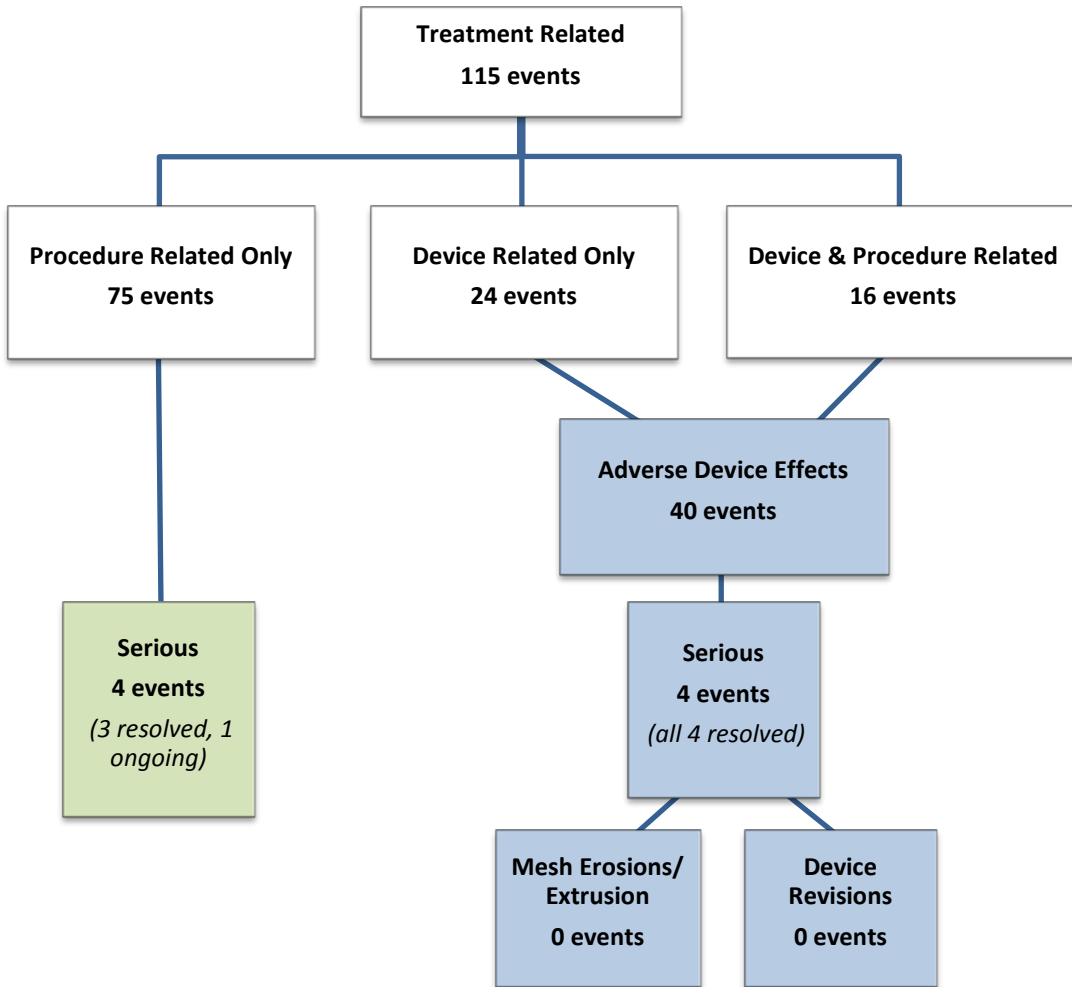 Treatment Related
115 events
Procedure Related Only
75 events
Device Related Only
24 events
Device & Procedure Related
16 events
Adverse Device Effects
40 events
Serious
4 events
(3 resolved, 1
ongoing)
Serious
4 events
(all 4 resolved)
Mesh Erosions/
Extrusion
0 events
Device
Revisions
0 events